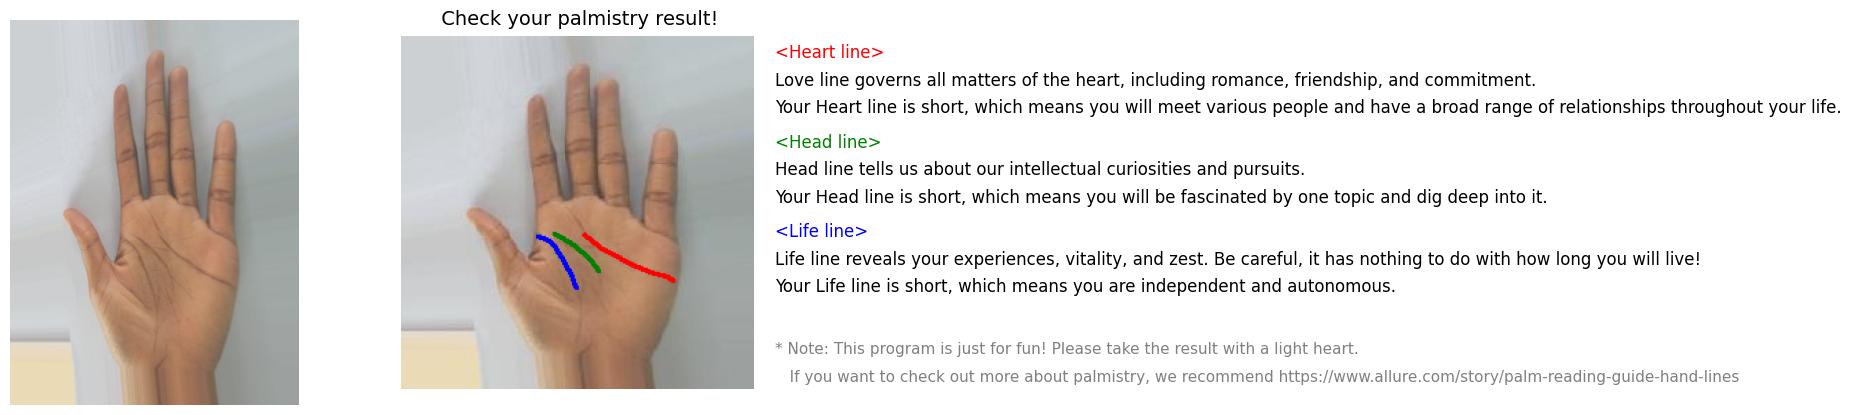 Check your palmistry result!
<Heart line>
Love line governs all matters of the heart, including romance, friendship, and commitment.
Your Heart line is short, which means you will meet various people and have a broad range of relationships throughout your life.
<Head line>
Head line tells us about our intellectual curiosities and pursuits.
Your Head line is short, which means you will be fascinated by one topic and dig deep into it.
<Life line>
Life line reveals your experiences, vitality, and zest. Be careful, it has nothing to do with how long you will live!
Your Life line is short, which means you are independent and autonomous.
* Note: This program is just for fun! Please take the result with a light heart.
If you want to check out more about palmistry, we recommend https://www.allure.com/story/palm-reading-guide-hand-lines